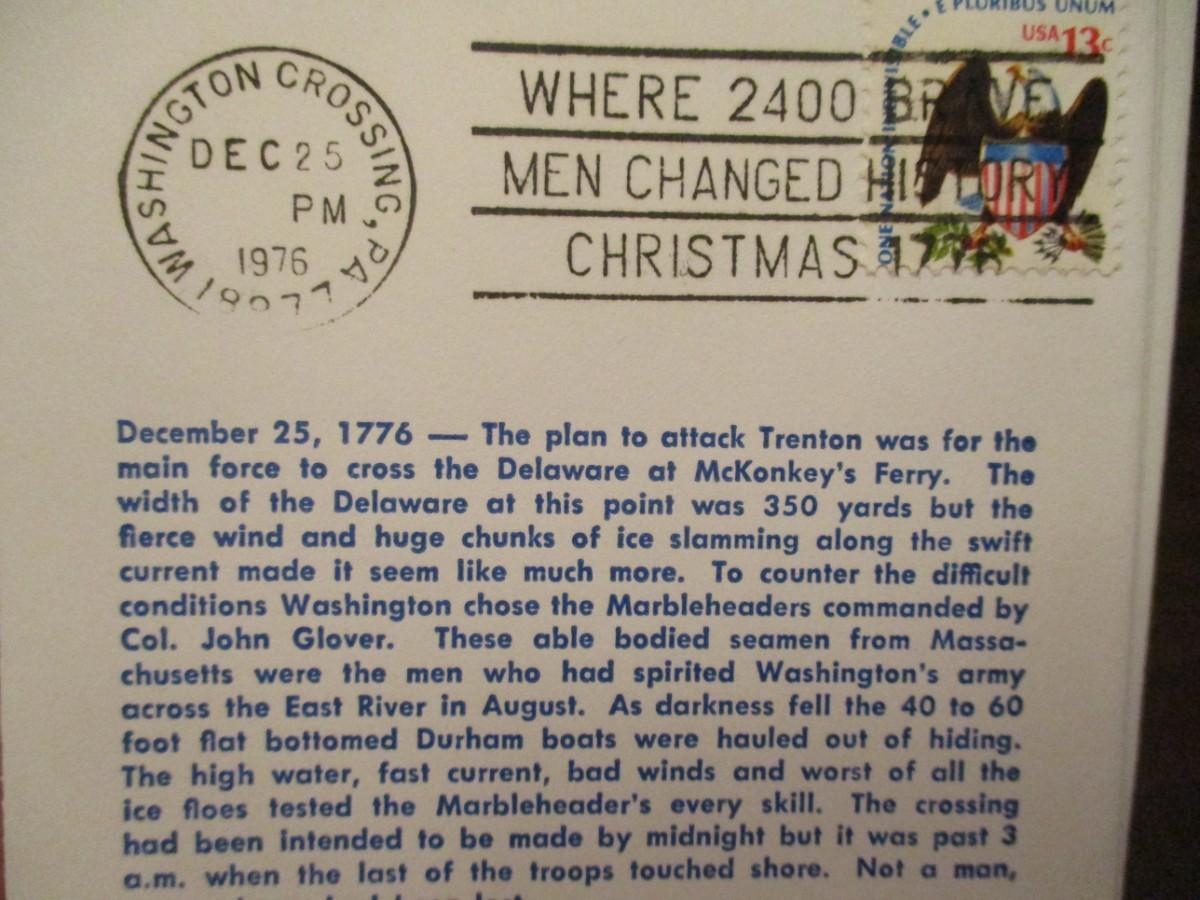 E PLURIBUS UNUM
ONE NATION INDIVISIBLE
USA 13c
WASHINGTON CROSSING, PA 18977
DEC 25
PM
1976
WHERE 2400 BRAVE
MEN CHANGED HISTORY
CHRISTMAS 1776
December 25, 1776 — The plan to attack Trenton was for the
main force to cross the Delaware at McKonkey's Ferry. The
width of the Delaware at this point was 350 yards but the
fierce wind and huge chunks of ice slamming along the swift
current made it seem like much more. To counter the difficult
conditions Washington chose the Marbleheaders commanded by
Col. John Glover. These able bodied seamen from Massa-
chusetts were the men who had spirited Washington's army
across the East River in August. As darkness fell the 40 to 60
foot flat bottomed Durham boats were hauled out of hiding.
The high water, fast current, bad winds and worst of all the
ice floes tested the Marbleheader's every skill. The crossing
had been intended to be made by midnight but it was past 3
a.m. when the last of the troops touched shore. Not a man,